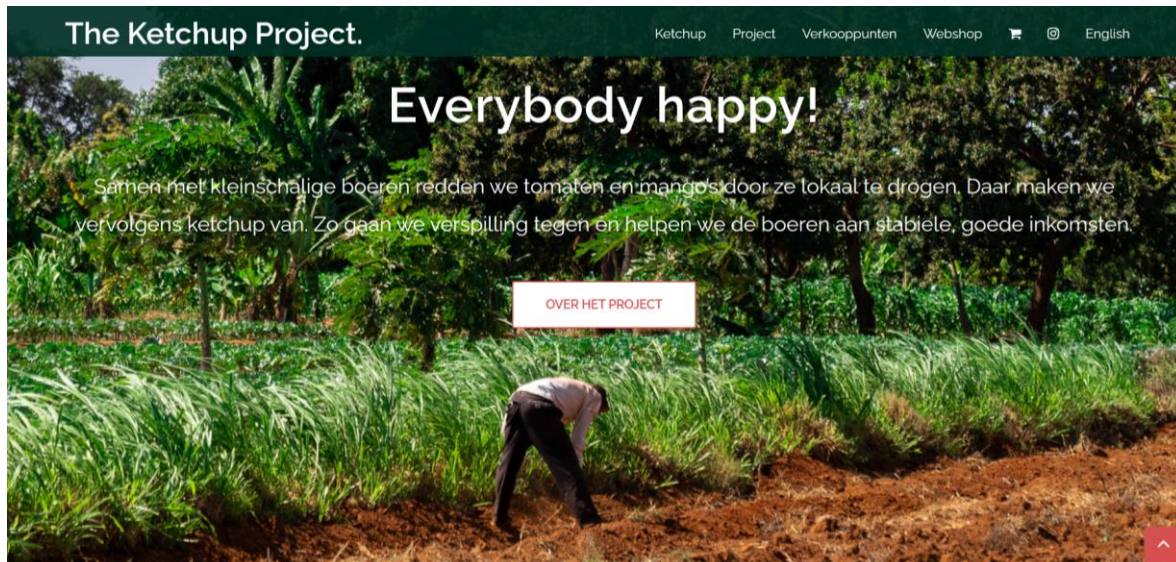 The Ketchup Project.
Ketchup Project Verkooppunten Webshop English
Everybody happy!
Samen met kleinschalige boeren redden we tomaten en mango's door ze lokaal te drogen. Daar maken we
vervolgens ketchup van. Zo gaan we verspilling tegen én helpen we de boeren aan stabiele, goede inkomsten.
OVER HET PROJECT